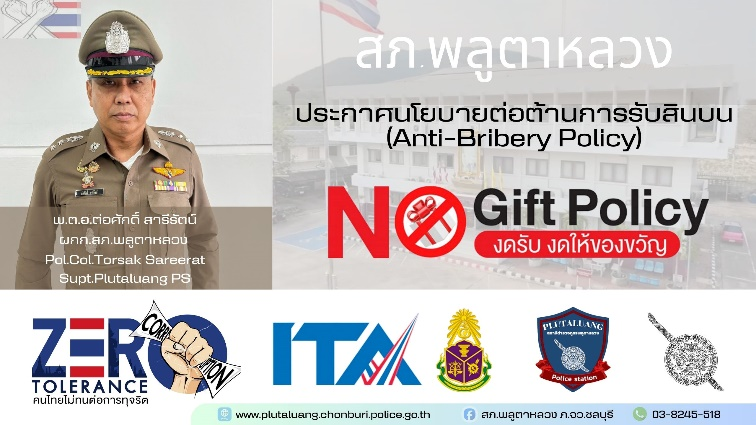 สภ.พลูตาหลวง
ประกาศนโยบายต่อต้านการรับสินบน
(Anti-Bribery Policy)
NO Gift Policy
งดรับ งดให้ของขวัญ
พ.ต.อ.ต่อศักดิ์ สารีรัตน์
ผกก.สภ.พลูตาหลวง
Pol.Col.Torsak Sareerat
Supt.Plutaluang PS
ZERO
CORRUPTION
TOLERANCE
คนไทยไม่ทนต่อการทุจริต
ITA
PLUTALUANG
Police station
www.plutaluang.chonburi.police.go.th
สภ.พลูตาหลวง ภ.จว.ชลบุรี
03-8245-518